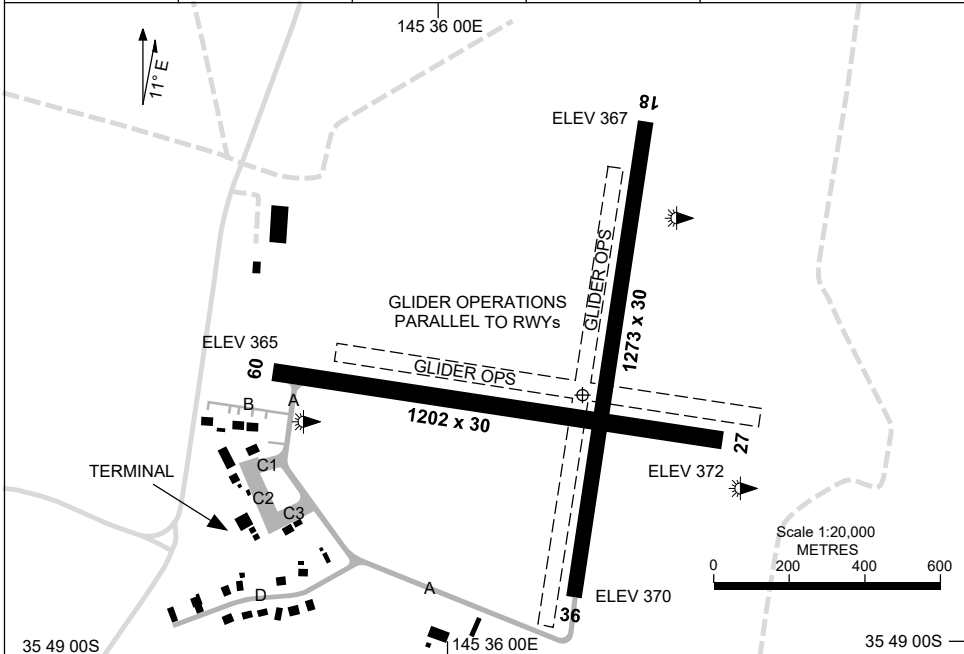 145 36 00E
11° E
18
ELEV 367
GLIDER OPS
GLIDER OPERATIONS
PARALLEL TO RWYs
1273 x 30
ELEV 365
09
GLIDER OPS
A
B
1202 x 30
27
C1
ELEV 372
TERMINAL
C2
C3
Scale 1:20,000
METRES
0 200 400 600
A
D
ELEV 370
36
35 49 00S
145 36 00E
35 49 00S